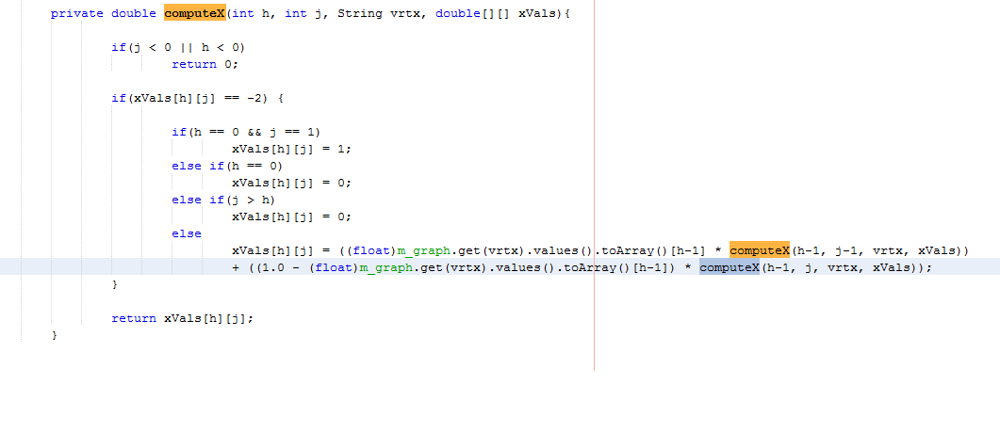 private double computeX(int h, int j, String vrtx, double[][] xVals){
if(j < 0 || h < 0)
return 0;
if(xVals[h][j] == -2) {
if(h == 0 && j == 1)
xVals[h][j] = 1;
else if(h == 0)
xVals[h][j] = 0;
else if(j > h)
xVals[h][j] = 0;
else
xVals[h][j] = ((float)m_graph.get(vrtx).values().toArray()[h-1] * computeX(h-1, j-1, vrtx, xVals))
+ ((1.0 - (float)m_graph.get(vrtx).values().toArray()[h-1]) * computeX(h-1, j, vrtx, xVals));
}
return xVals[h][j];
}